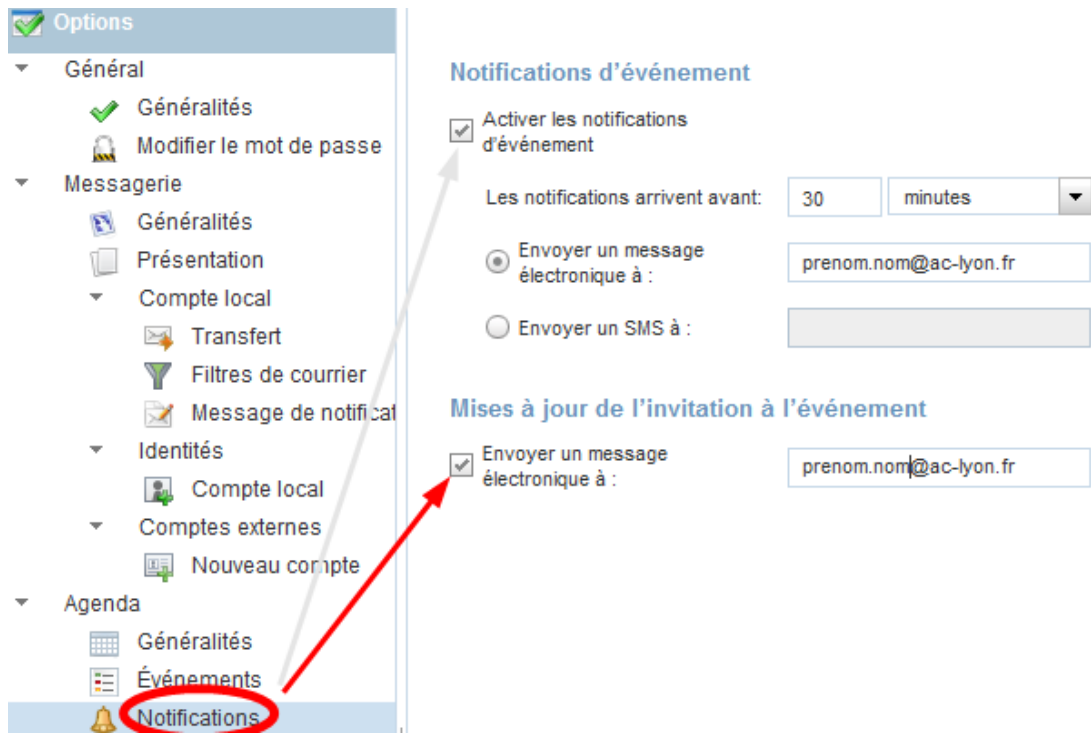 Options
Général
Généralités
Modifier le mot de passe
Messagerie
Généralités
Présentation
Compte local
Transfert
Filtres de courrier
Message de notificat
Identités
Compte local
Comptes externes
Nouveau compte
Agenda
Généralités
Événements
Notifications
Notifications d'événement
Activer les notifications
d'événement
Les notifications arrivent avant: 30 minutes
Envoyer un message
électronique à : prenom.nom@ac-lyon.fr
Envoyer un SMS à :
Mises à jour de l'invitation à l'événement
Envoyer un message
électronique à : prenom.nom@ac-lyon.fr